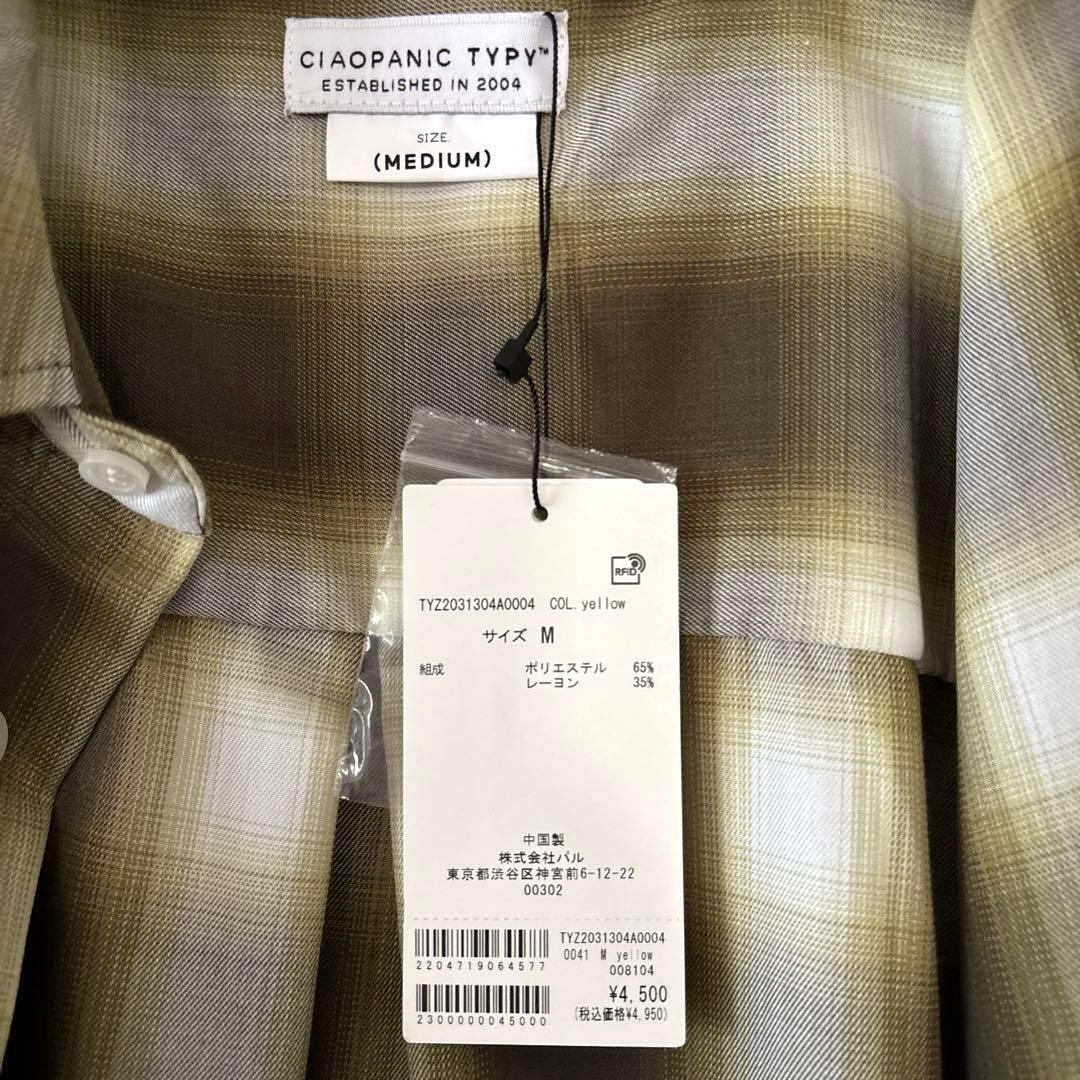 CIAOPANIC TYPY™
ESTABLISHED IN 2004
SIZE.
(MEDIUM)
RFID
TYZ2031304A0004 COL.yellow
サイズ M
組成 ポリエステル 65%
レーヨン 35%
中国製
株式会社パル
東京都渋谷区神宮前6-12-22
00302
TYZ2031304A0004
0041 M yellow
008104
2204719064577
¥4,500
(税込価格¥4,950)
2300000045000